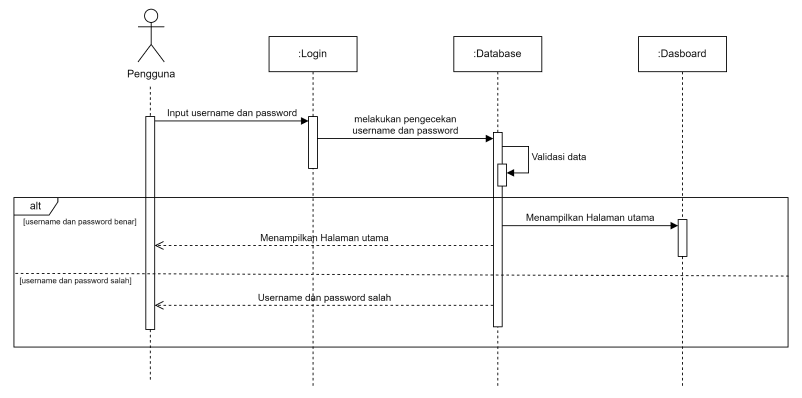 Pengguna
:Login
:Database
:Dasboard
Input username dan password
melakukan pengecekan
username dan password
Validasi data
alt
[username dan password benar]
Menampilkan Halaman utama
Menampilkan Halaman utama
[username dan password salah]
Username dan password salah